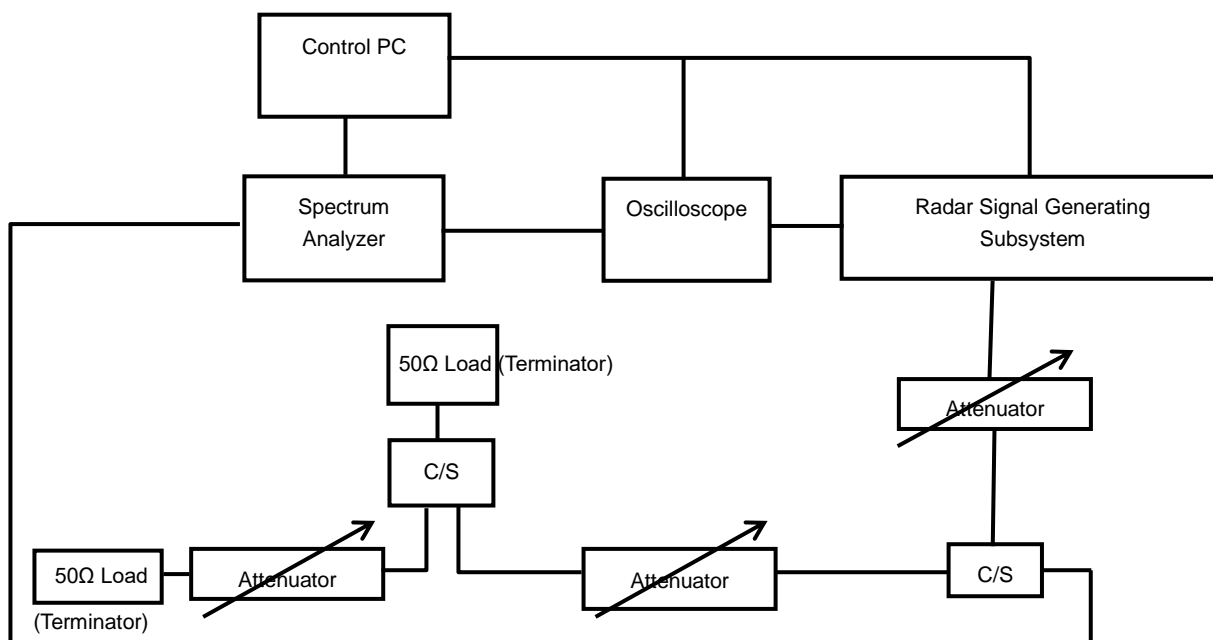 Control PC
Spectrum
Analyzer
Oscilloscope
Radar Signal Generating
Subsystem
50Ω Load (Terminator)
Attenuator
C/S
50Ω Load
(Terminator)
Attenuator
Attenuator
C/S